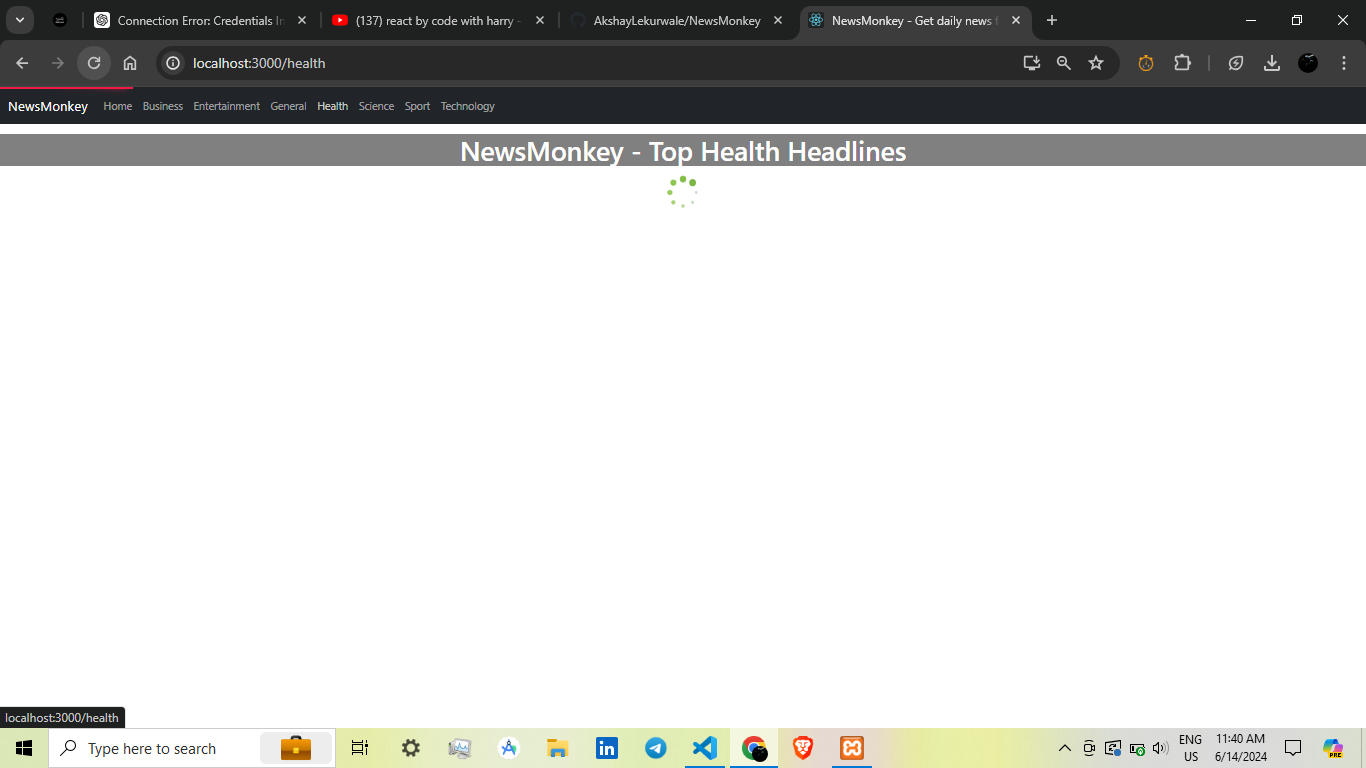 Connection Error: Credentials In
(137) react by code with harry -
AkshayLekurwale/NewsMonkey
NewsMonkey - Get daily news f
localhost:3000/health
NewsMonkey Home Business Entertainment General Health Science Sport Technology
NewsMonkey - Top Health Headlines
localhost:3000/health
Type here to search
ENG
US
11:40 AM
6/14/2024
PRE